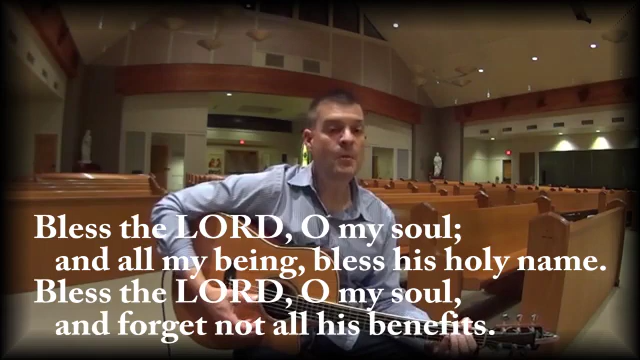 Bless the LORD, O my soul;
and all my being, bless his holy name.
Bless the LORD, O my soul,
and forget not all his benefits.